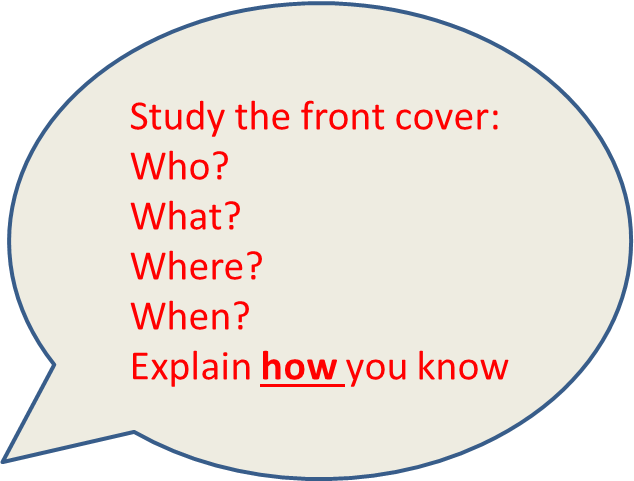 Study the front cover:
Who?
What?
Where?
When?
Explain how you know